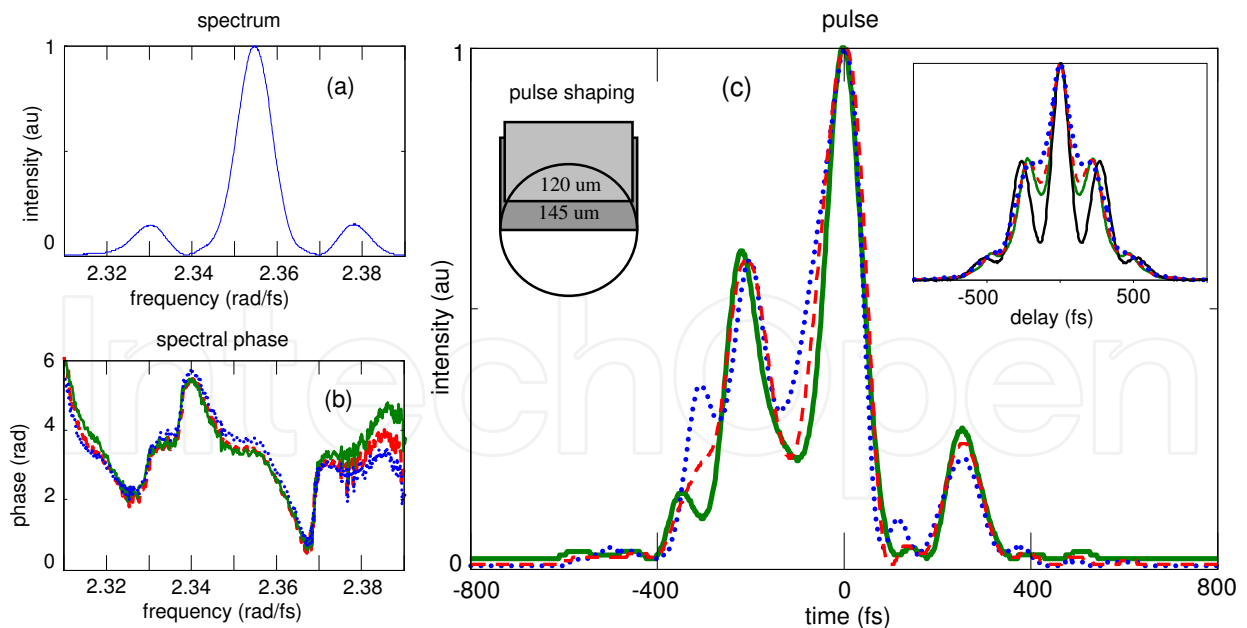 spectrum
1
(a)
intensity (au)
0
2.32 2.34 2.36 2.38
frequency (rad/fs)
spectral phase
6
(b)
4
phase (rad)
2
0
2.32 2.34 2.36 2.38
frequency (rad/fs)
pulse
1
(c)
pulse shaping
120 um
145 um
intensity (au)
0
-800 -400 0 400 800
time (fs)
-500 500
delay (fs)
IntechOpen